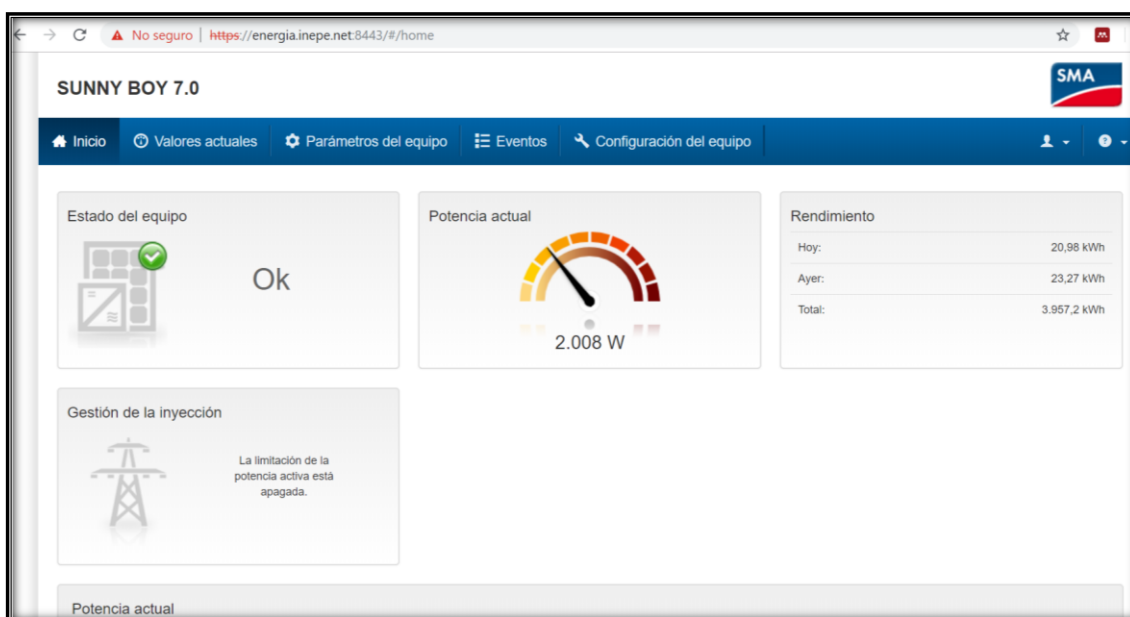 No seguro | https://energia.inepe.net:8443/#/home
SUNNY BOY 7.0
SMA
Inicio Valores actuales Parámetros del equipo Eventos Configuración del equipo
Estado del equipo
Ok
Potencia actual
2.008 W
Rendimiento
Hoy: 20,98 kWh
Ayer: 23,27 kWh
Total: 3.957,2 kWh
Gestión de la inyección
La limitación de la
potencia activa está
apagada.
Potencia actual